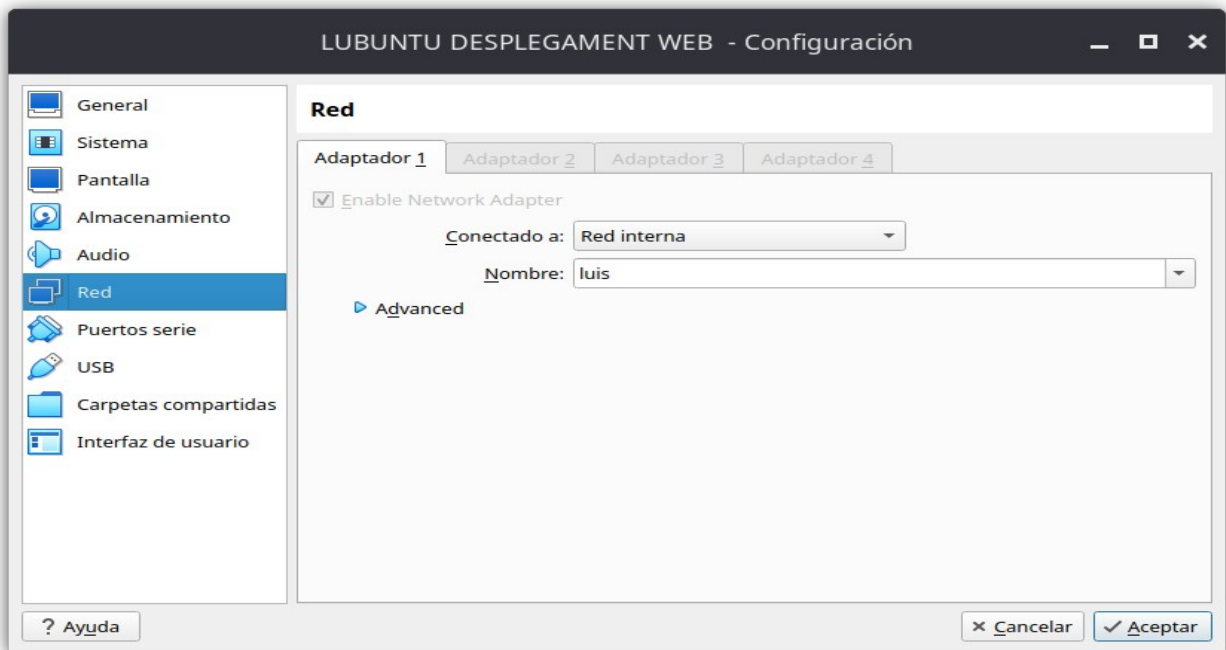 LUBUNTU DESPLEGAMENT WEB - Configuración
General
Sistema
Pantalla
Almacenamiento
Audio
Red
Puertos serie
USB
Carpetas compartidas
Interfaz de usuario
Red
Adaptador 1 Adaptador 2 Adaptador 3 Adaptador 4
Enable Network Adapter
Conectado a: Red interna
Nombre: luis
Advanced
? Ayuda Cancelar Aceptar